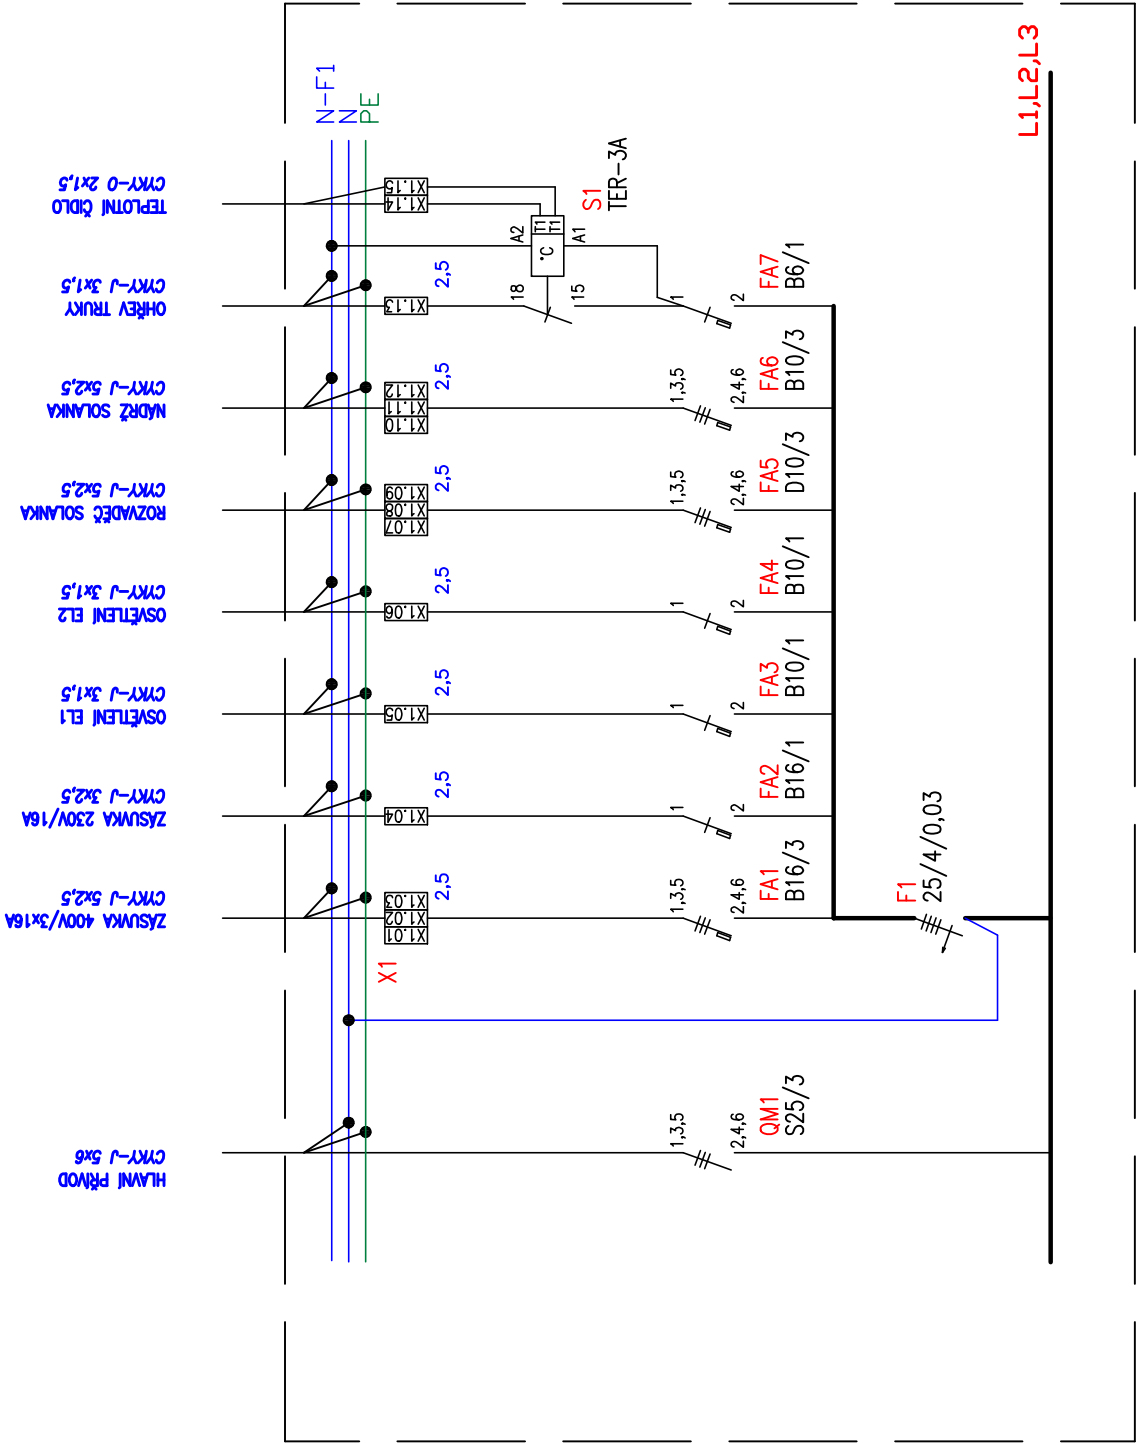 L1,L2,L3
N-F1
N
PE
S1
TER-3A
A2
A1
T1
T1
°C
18
15
TEPLOTNÍ ČIDLO
CYKY-O 2x1,5
X1.14
X1.15
OHŘEV TRUKY
CYKY-J 3x1,5
X1.13
2,5
1
2
FA7
B6/1
NÁDRŽ SOLANKA
CYKY-J 5x2,5
X1.10
X1.11
X1.12
2,5
1,3,5
2,4,6
FA6
B10/3
ROZVADĚČ SOLANKA
CYKY-J 5x2,5
X1.07
X1.08
X1.09
2,5
1,3,5
2,4,6
FA5
D10/3
OSVĚTLENÍ EL2
CYKY-J 3x1,5
X1.06
2,5
1
2
FA4
B10/1
OSVĚTLENÍ EL1
CYKY-J 3x1,5
X1.05
2,5
1
2
FA3
B10/1
ZÁSUVKA 230V/16A
CYKY-J 3x2,5
X1.04
2,5
1
2
FA2
B16/1
ZÁSUVKA 400V/3x16A
CYKY-J 5x2,5
X1.01
X1.02
X1.03
2,5
1,3,5
2,4,6
FA1
B16/3
X1
F1
25/4/0,03
HLAVNÍ PŘÍVOD
CYKY-J 5x6
1,3,5
2,4,6
QM1
S25/3